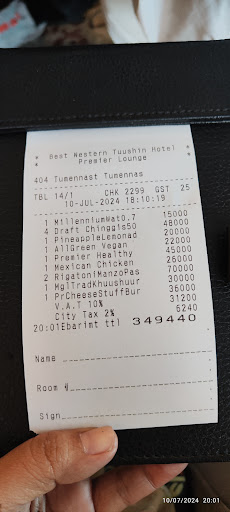 * Best Western Tuushin Hotel *
* Premier Lounge *
404 Tumennast Tumennas
TBL 14/1 CHK 2299 GST 25
10-JUL-2024 18:10:19
1 MillenniumWat0.7 15000
4 Draft Chinggis50 48000
1 PineappleLemonad 20000
1 AllGreen Vegan 22000
1 Premier Healthy 45000
1 Mexican Chicken 26000
2 RigatoniManzoPas 70000
1 MglTradKhuushuur 30000
1 PrCheeseStuffBur 36000
V.A.T 10% 31200
City Tax 2% 6240
20:01Ebarimt ttl 349440
Name
Room #
Sign
10/07/2024 20:01